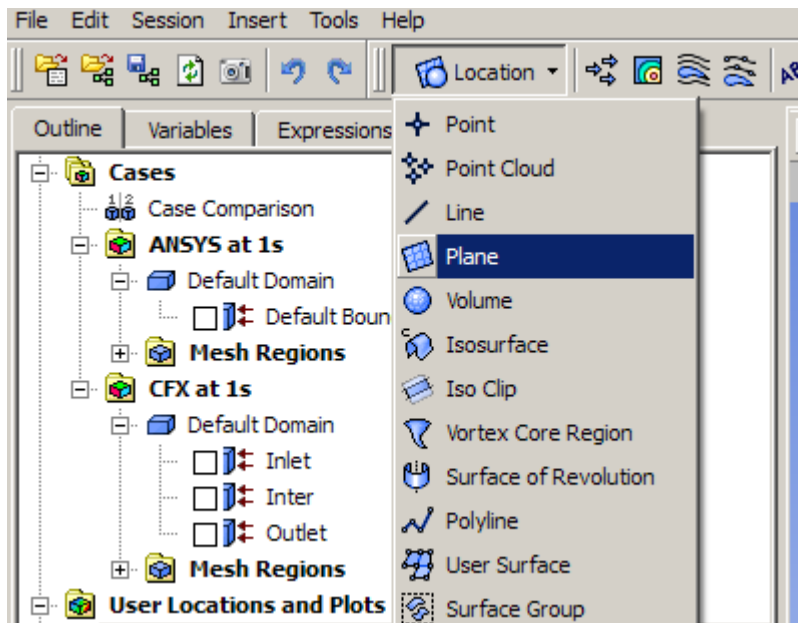 File Edit Session Insert Tools Help
Location
Outline Variables Expressions
Cases
Case Comparison
ANSYS at 1s
Default Domain
Default Boun
Mesh Regions
CFX at 1s
Default Domain
Inlet
Inter
Outlet
Mesh Regions
User Locations and Plots
Point
Point Cloud
Line
Plane
Volume
Isosurface
Iso Clip
Vortex Core Region
Surface of Revolution
Polyline
User Surface
Surface Group